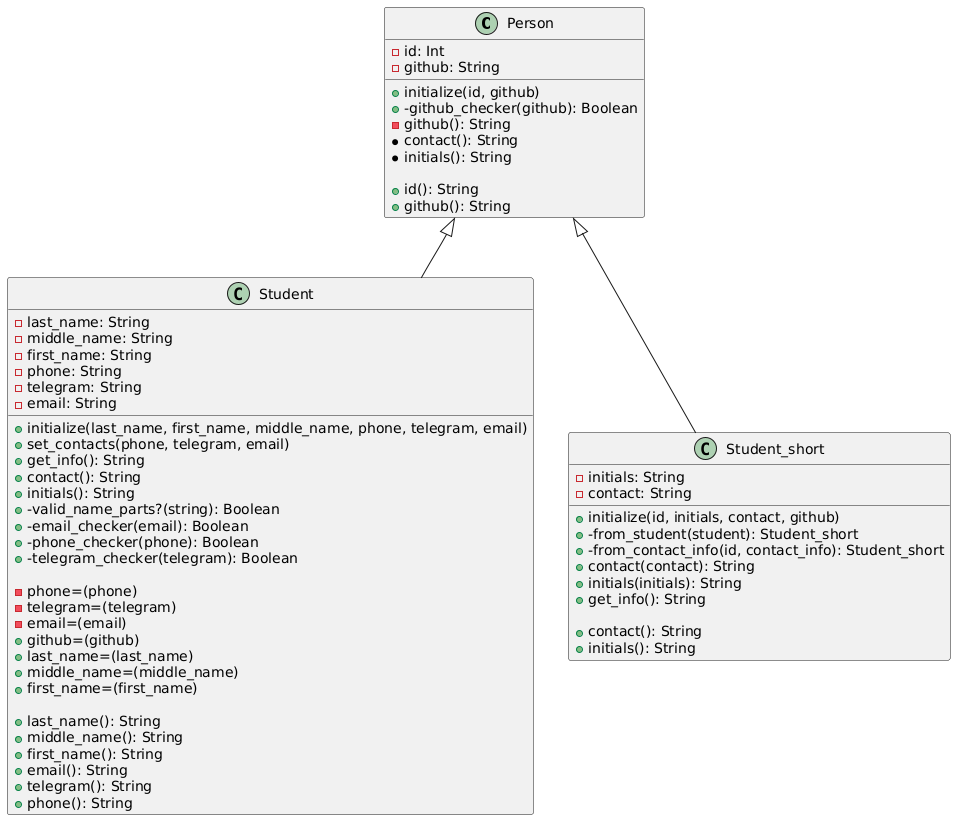 C Person
id: Int
github: String
initialize(id, github)
-github_checker(github): Boolean
github(): String
contact(): String
initials(): String
id(): String
github(): String
C Student
last_name: String
middle_name: String
first_name: String
phone: String
telegram: String
email: String
initialize(last_name, first_name, middle_name, phone, telegram, email)
set_contacts(phone, telegram, email)
get_info(): String
contact(): String
initials(): String
-valid_name_parts?(string): Boolean
-email_checker(email): Boolean
-phone_checker(phone): Boolean
-telegram_checker(telegram): Boolean
phone=(phone)
telegram=(telegram)
email=(email)
github=(github)
last_name=(last_name)
middle_name=(middle_name)
first_name=(first_name)
last_name(): String
middle_name(): String
first_name(): String
email(): String
telegram(): String
phone(): String
C Student_short
initials: String
contact: String
initialize(id, initials, contact, github)
-from_student(student): Student_short
-from_contact_info(id, contact_info): Student_short
contact(contact): String
initials(initials): String
get_info(): String
contact(): String
initials(): String